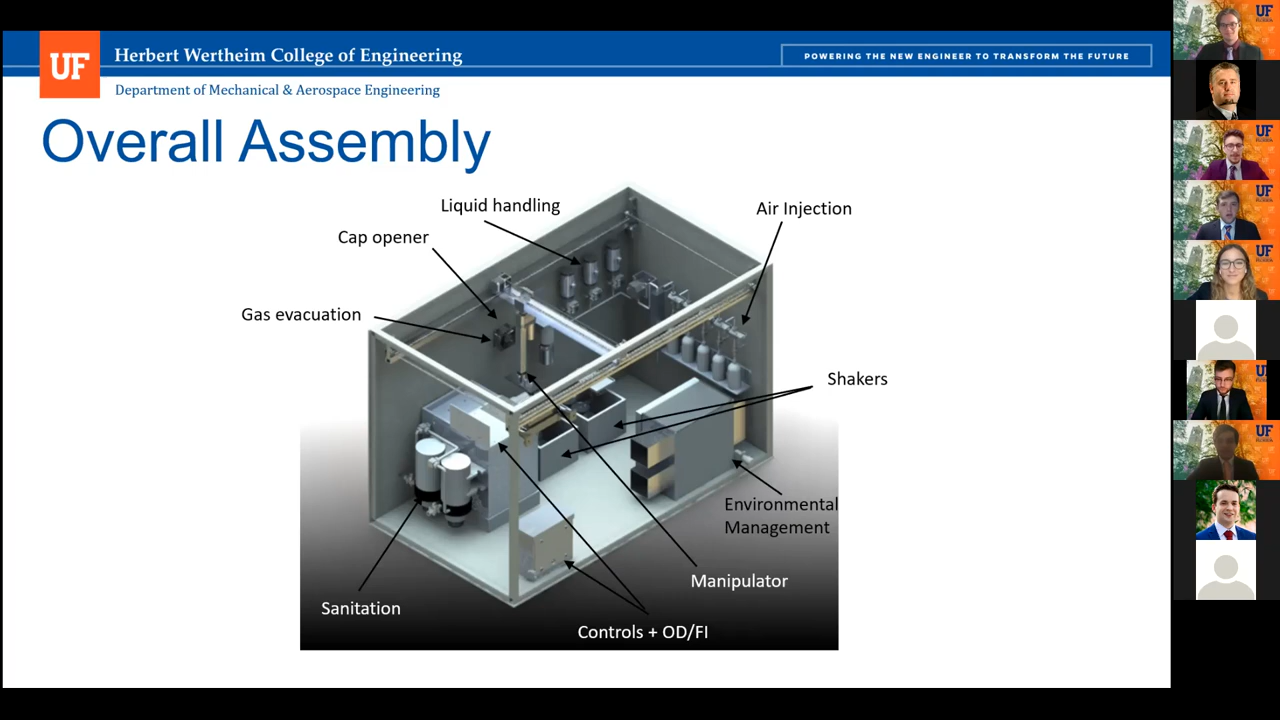 UF
Herbert Wertheim College of Engineering
POWERING THE NEW ENGINEER TO TRANSFORM THE FUTURE
Department of Mechanical & Aerospace Engineering
Overall Assembly
Liquid handling
Air Injection
Cap opener
Gas evacuation
Shakers
Environmental
Management
Manipulator
Sanitation
Controls + OD/FI
UF
UF
UF
UF
UF
UF